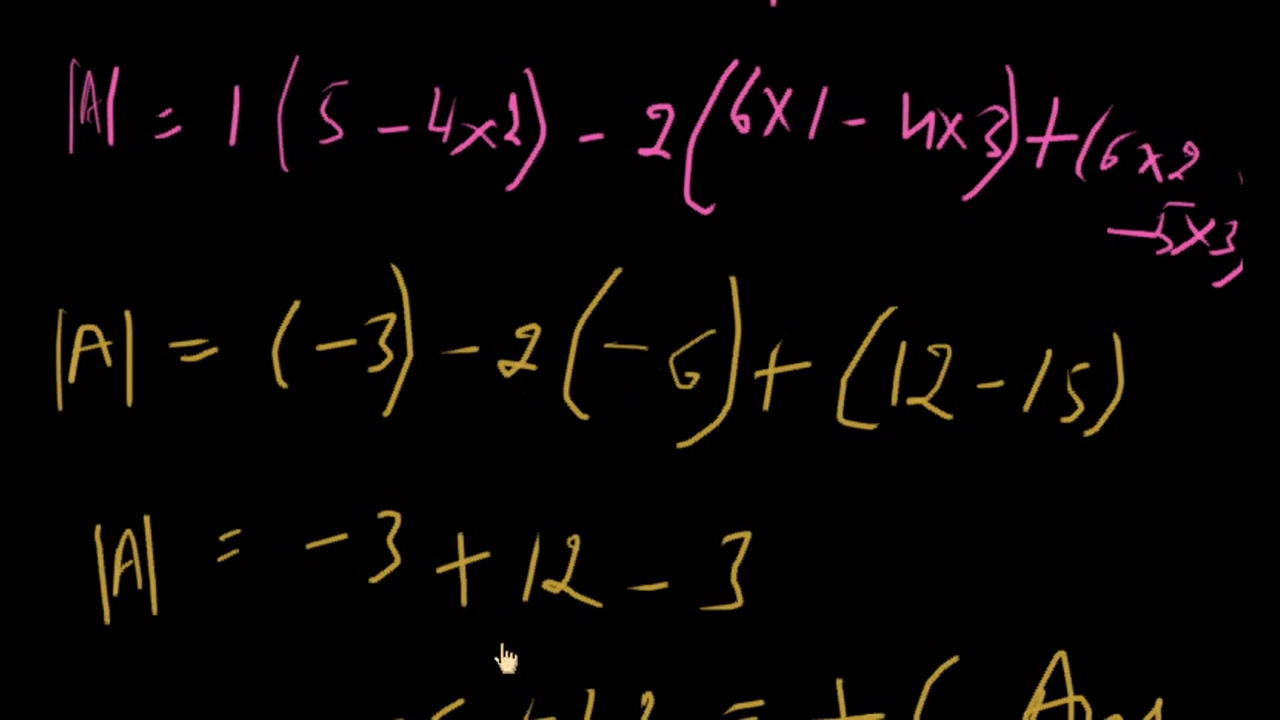 |A| = 1 (5 - 4x2) - 2 (6x1 - 4x3) + (6x2
- 5x3)
|A| = (-3) - 2 (-6) + (12 - 15)
|A| = -3 + 12 - 3